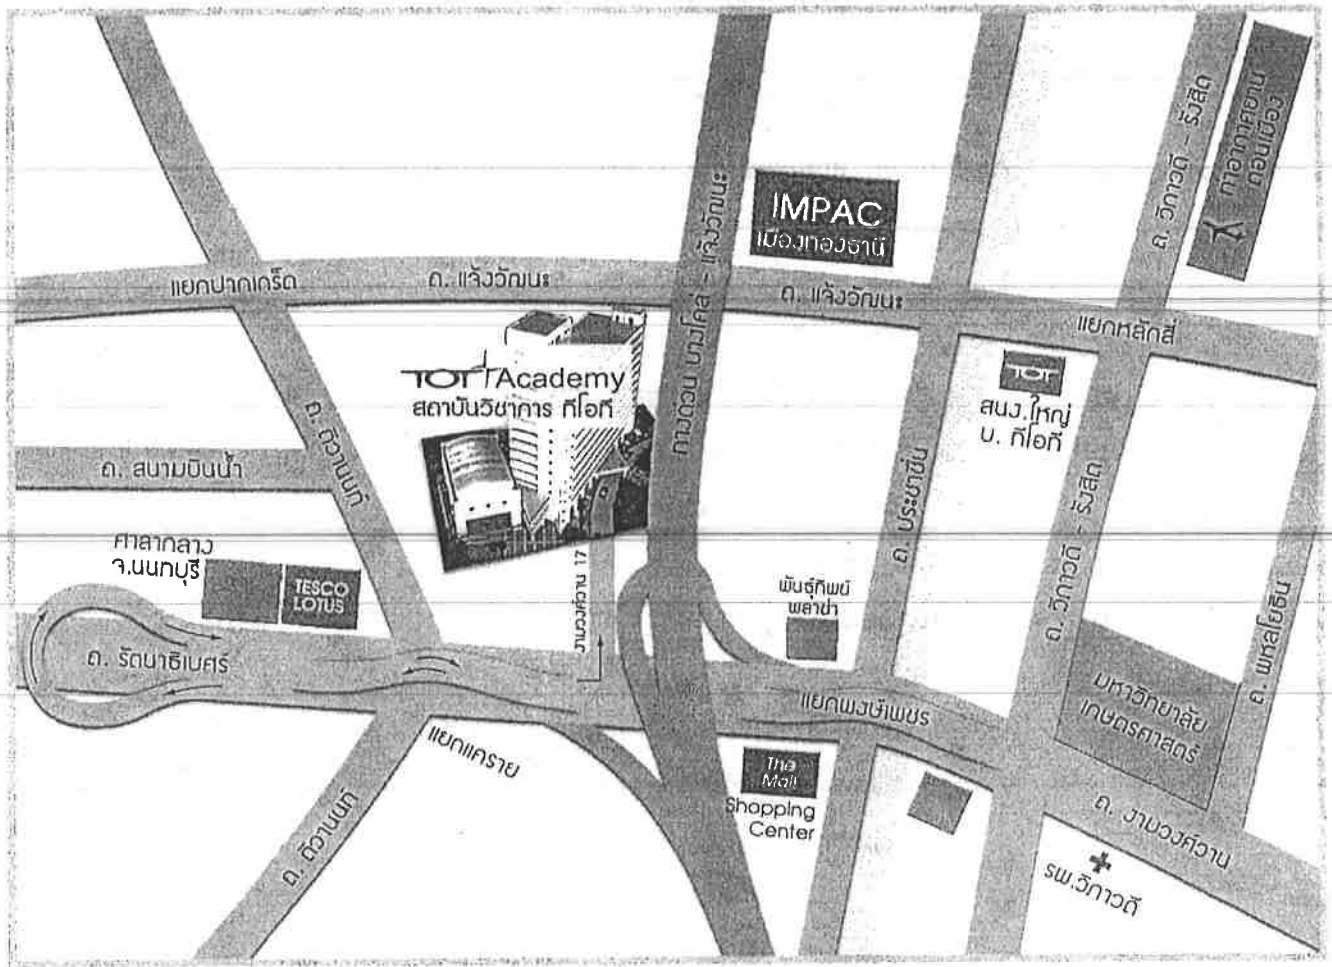 ถ. วิภาวดี - รังสิต
ท่าอากาศยาน
ดอนเมือง
IMPAC
เมืองทองธานี
ทางด่วน บางโคล่ - แจ้งวัฒนะ
แยกปากเกร็ด
ถ. แจ้งวัฒนะ
ถ. แจ้งวัฒนะ
แยกหลักสี่
TOT Academy
สถาบันวิชาการ ทีโอที
TOT
สนง.ใหญ่
บ. ทีโอที
ถ. ติวานนท์
ถ. สนามบินน้ำ
ถ. ประชาชื่น
ถ. วิภาวดี - รังสิต
ศาลากลาง
จ.นนทบุรี
TESCO
LOTUS
งามวงศ์วาน 17
พันธุ์ทิพย์
พลาซ่า
ถ. พหลโยธิน
ถ. รัตนาธิเบศร์
แยกพงษ์เพชร
มหาวิทยาลัย
เกษตรศาสตร์
แยกแคราย
The
Mall
Shopping
Center
ถ. ติวานนท์
ถ. งามวงศ์วาน
รพ.วิภาวดี